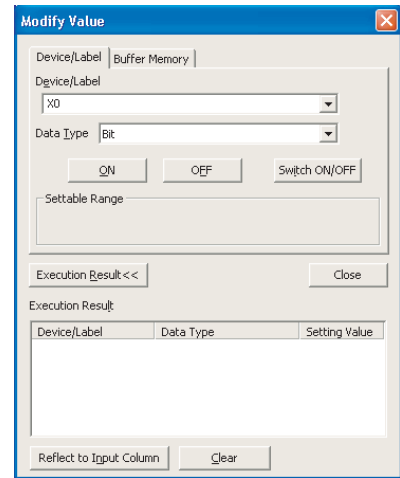 Modify Value
Device/Label Buffer Memory
Device/Label
X0
Data Type Bit
ON OFF Switch ON/OFF
Settable Range
Execution Result<< Close
Execution Result
Device/Label Data Type Setting Value
Reflect to Input Column Clear